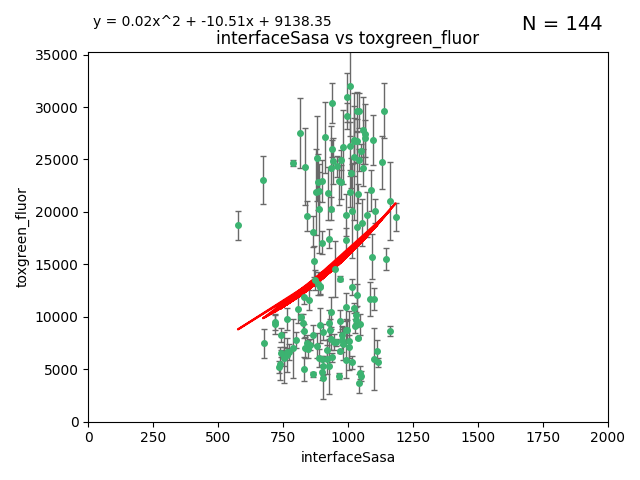 y = 0.02x^2 + -10.51x + 9138.35
N = 144
interfaceSasa vs toxgreen_fluor
35000
30000
25000
20000
15000
10000
5000
0
toxgreen_fluor
0 250 500 750 1000 1250 1500 1750 2000
interfaceSasa